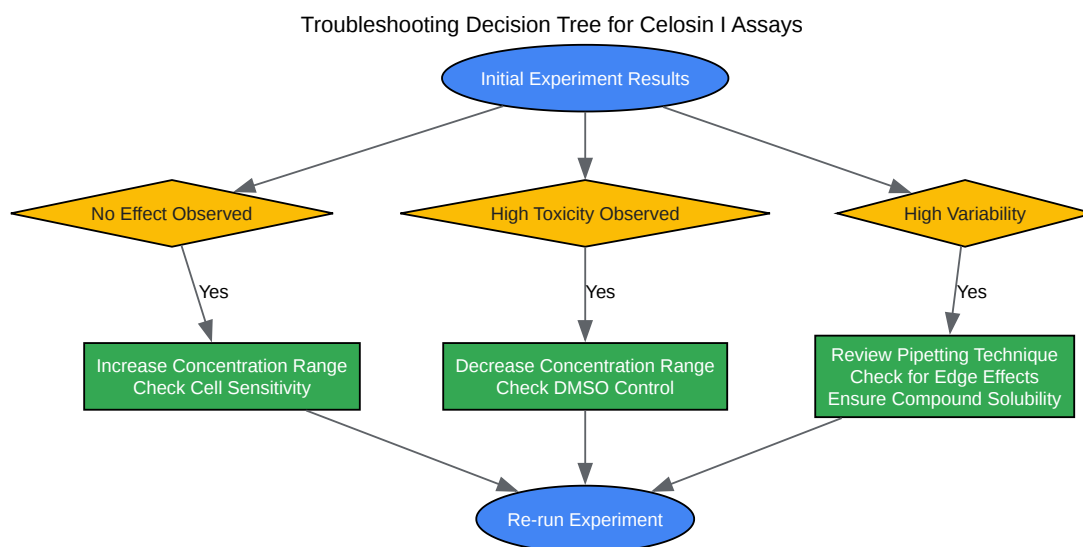 Troubleshooting Decision Tree for Celosin I Assays
Initial Experiment Results
No Effect Observed
High Toxicity Observed
High Variability
Yes
Yes
Yes
Increase Concentration Range
Check Cell Sensitivity
Decrease Concentration Range
Check DMSO Control
Review Pipetting Technique
Check for Edge Effects
Ensure Compound Solubility
Re-run Experiment